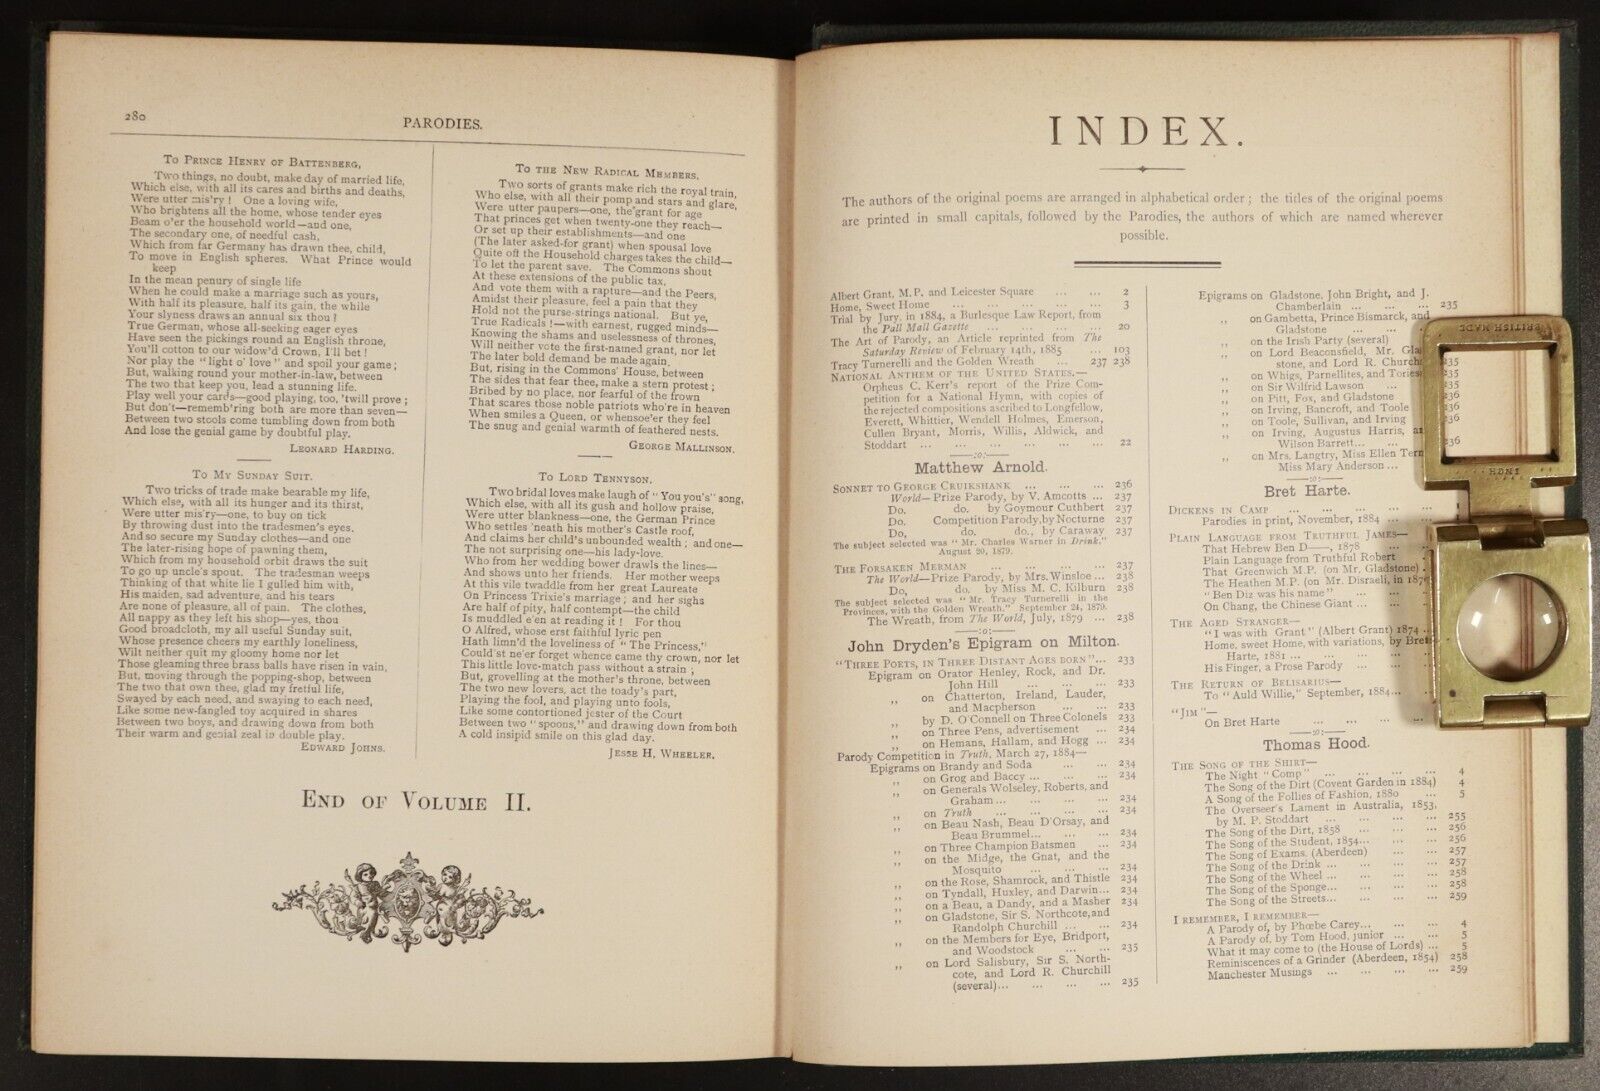 280
PARODIES.
To Prince Henry of Battenberg,
Two things, no doubt, make day of married life,
Which else, with all its cares and births and deaths,
Were utter mis'ry! One a loving wife,
Who brightens all the home, whose tender eyes
Beam o'er the household world—and one,
The secondary one, of needful cash,
Which from far Germany has drawn thee, child,
To move in English spheres. What Prince would
keep
In the mean penury of single life
When he could make a marriage such as yours,
With half its pleasure, half its gain, the while
Your slyness draws an annual six thou?
True German, whose all-seeking eager eyes
Have seen the pickings round an English throne,
You'll cotton to our widow'd Crown, I'll bet!
Nor play the "light o' love" and spoil your game;
But, walking round your mother-in-law, between
The two that keep you, lead a stunning life.
Play well your cards—good playing, too, 'twill prove;
But don't—rememb'ring both are more than seven—
Between two stools come tumbling down from both
And lose the genial game by doubtful play.
Leonard Harding.
To My Sunday Suit.
Two tricks of trade make bearable my life,
Which else, with all its hunger and its thirst,
Were utter mis'ry—one, to buy on tick
By throwing dust into the tradesmen's eyes.
And so secure my Sunday clothes—and one
The later-rising hope of pawning them,
Which from my household orbit draws the suit
To go up uncle's spout. The tradesman weeps
Thinking of that white lie I gulled him with,
His maiden, sad adventure, and his tears
Are none of pleasure, all of pain. The clothes,
All nappy as they left his shop—yes, thou
Good broadcloth, my all useful Sunday suit,
Whose presence cheers my earthly loneliness,
Wilt neither quit my gloomy home nor let
Those gleaming three brass balls have risen in vain,
But, moving through the popping-shop, between
The two that own thee, glad my fretful life,
Swayed by each need, and swaying to each need,
Like some new-fangled toy acquired in shares
Between two boys, and drawing down from both
Their warm and genial zeal in double play.
Edward Johns.
To the New Radical Members.
Two sorts of grants make rich the royal train,
Who else, with all their pomp and stars and glare,
Were utter paupers—one, the grant for age
That princes get when twenty-one they reach—
Or set up their establishments—and one
(The later asked-for grant) when spousal love
Quite off the Household charges takes the child—
To let the parent save. The Commons shout
At these extensions of the public tax,
And vote them with a rapture—and the Peers,
Amidst their pleasure, feel a pain that they
Hold not the purse-strings national. But ye,
True Radicals!—with earnest, rugged minds—
Knowing the shams and uselessness of thrones,
Will neither vote the first-named grant, nor let
The later bold demand be made again.
But, rising in the Commons' House, between
The sides that fear thee, make a stern protest;
Bribed by no place, nor fearful of the frown
That scares those noble patriots who're in heaven
When smiles a Queen, or whensoe'er they feel
The snug and genial warmth of feathered nests.
George Mallinson.
To Lord Tennyson.
Two bridal loves make laugh of "You you's" song,
Which else, with all its gush and hollow praise,
Were utter blankness—one, the German Prince
Who settles 'neath his mother's Castle roof,
And claims her child's unbounded wealth; and one—
The not surprising one—his lady-love.
Who from her wedding bower drawls the lines—
And shows unto her friends. Her mother weeps
At this vile twaddle from her great Laureate
On Princess Trixie's marriage; and her sighs
Are half of pity, half contempt—the child
Is muddled e'en at reading it! For thou
O Alfred, whose erst faithful lyric pen
Hath limn'd the loveliness of "The Princess,"
Could'st ne'er forget whence came thy crown, nor let
This little love-match pass without a strain;
But, grovelling at the mother's throne, between
The two new lovers, act the toady's part,
Playing the fool, and playing unto fools,
Like some contortioned jester of the Court
Between two "spoons," and drawing down from both
A cold insipid smile on this glad day.
Jesse H. Wheeler.
End of Volume II.
INDEX.
The authors of the original poems are arranged in alphabetical order; the titles of the original poems
are printed in small capitals, followed by the Parodies, the authors of which are named wherever
possible.
Albert Grant, M.P. and Leicester Square ... ... 2
Home, Sweet Home ... ... ... ... ... 3
Trial by Jury, in 1884, a Burlesque Law Report, from
the Pall Mall Gazette ... ... ... ... 20
The Art of Parody, an Article reprinted from The
Saturday Review of February 14th, 1885 ... 103
Tracy Turnerelli and the Golden Wreath ... 237 238
National Anthem of the United States.—
Orpheus C. Kerr's report of the Prize Com-
petition for a National Hymn, with copies of
the rejected compositions ascribed to Longfellow,
Everett, Whittier, Wendell Holmes, Emerson,
Cullen Bryant, Morris, Willis, Aldwick, and
Stoddart ... ... ... ... ... ... 22
—:o:—
Matthew Arnold.
Sonnet to George Cruikshank ... ... ... 236
World—Prize Parody, by V. Amcotts ... 237
Do. do. by Goymour Cuthbert 237
Do. Competition Parody, by Nocturne 237
Do, do. do., by Caraway 237
The subject selected was "Mr. Charles Warner in Drink,"
August 20, 1879.
The Forsaken Merman ... ... ... ... 237
The World—Prize Parody, by Mrs. Winsloe ... 238
Do, do. by Miss M. C. Kilburn 238
The subject selected was "Mr. Tracy Turnerelli in the
Provinces, with the Golden Wreath." September 24, 1879.
The Wreath, from The World, July, 1879 ... 238
—:o:—
John Dryden's Epigram on Milton.
"Three Poets, in Three Distant Ages born"... 233
Epigram on Orator Henley, Rock, and Dr.
John Hill ... ... ... ... 233
,, on Chatterton, Ireland, Lauder,
and Macpherson ... ... 233
,, by D. O'Connell on Three Colonels 233
,, on Three Pens, advertisement ... 234
,, on Hemans, Hallam, and Hogg ... 234
Parody Competition in Truth, March 27, 1884—
Epigrams on Brandy and Soda ... ... 234
,, on Grog and Baccy ... ... ... 234
,, on Generals Wolseley, Roberts, and
Graham ... ... ... ... 234
,, on Truth ... ... ... ... 234
,, on Beau Nash, Beau D'Orsay, and
Beau Brummel... ... ... 234
,, on Three Champion Batsmen ... 234
,, on the Midge, the Gnat, and the
Mosquito ... ... ... 234
,, on the Rose, Shamrock, and Thistle 234
,, on Tyndall, Huxley, and Darwin... 234
,, on a Beau, a Dandy, and a Masher 234
,, on Gladstone, Sir S. Northcote, and
Randolph Churchill ... ... 234
,, on the Members for Eye, Bridport,
and Woodstock ... ... 235
,, on Lord Salisbury, Sir S. North-
cote, and Lord R. Churchill
(several)... ... ... ... 235
Epigrams on Gladstone, John Bright, and J.
Chamberlain ... ... ... 235
,, on Gambetta, Prince Bismarck, and
Gladstone ... ...
,, on the Irish Party (several)
,, on Lord Beaconsfield, Mr. Gla
stone, and Lord R. Church 235
,, on Whigs, Parnellites, and Tories 235
,, on Sir Wilfrid Lawson ... 235
,, on Pitt, Fox, and Gladstone 236
,, on Irving, Bancroft, and Toole 236
,, on Toole, Sullivan, and Irving 236
,, on Irving, Augustus Harris, a
Wilson Barrett... ... 236
,, on Mrs. Langtry, Miss Ellen Ter
Miss Mary Anderson ...
—:o:—
Bret Harte.
Dickens in Camp ... ... ... ...
Parodies in print, November, 1884 ... ...
Plain Language from Truthful James—
That Hebrew Ben D——, 1878 ...
Plain Language from Truthful Robert
That Greenwich M.P. (on Mr. Gladstone)
The Heathen M.P. (on Mr. Disraeli, in 187
"Ben Diz was his name" ... ...
On Chang, the Chinese Giant ... ...
The Aged Stranger—
"I was with Grant" (Albert Grant) 1874 ...
Home, sweet Home, with variations, by Bret
Harte, 1881 ... ... ... ...
His Finger, a Prose Parody ... ...
The Return of Belisarius—
To "Auld Willie," September, 1884... ...
"Jim"—
On Bret Harte ... ... ... ...
—:o:—
Thomas Hood.
The Song of the Shirt—
The Night "Comp" ... ... ... ... 4
The Song of the Dirt (Covent Garden in 1884) 4
A Song of the Follies of Fashion, 1880 ... 5
The Overseer's Lament in Australia, 1853,
by M. P. Stoddart ... ... ... ... 255
The Song of the Dirt, 1858 ... ... ... 256
The Song of the Student, 1854... ... ... 256
The Song of Exams. (Aberdeen) ... ... 257
The Song of the Drink ... ... ... ... 257
The Song of the Wheel ... ... ... ... 258
The Song of the Sponge... ... ... ... 258
The Song of the Streets... ... ... ... 259
I remember, I remember—
A Parody of, by Phœbe Carey... ... ... 4
A Parody of, by Tom Hood, junior ... ... 5
What it may come to (the House of Lords) ... 5
Reminiscences of a Grinder (Aberdeen, 1854) 258
Manchester Musings ... ... ... ... 259
BRITISH MADE
INCH